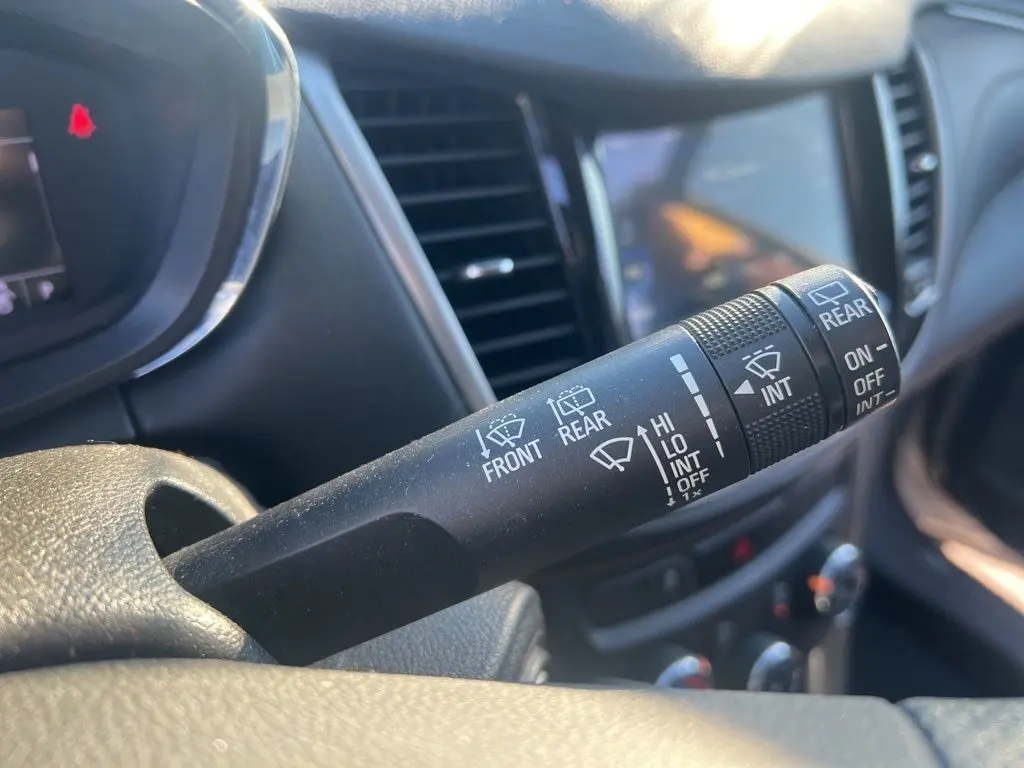 FRONT
REAR
HI
LO
INT
OFF
1x
INT
REAR
ON
OFF
INT